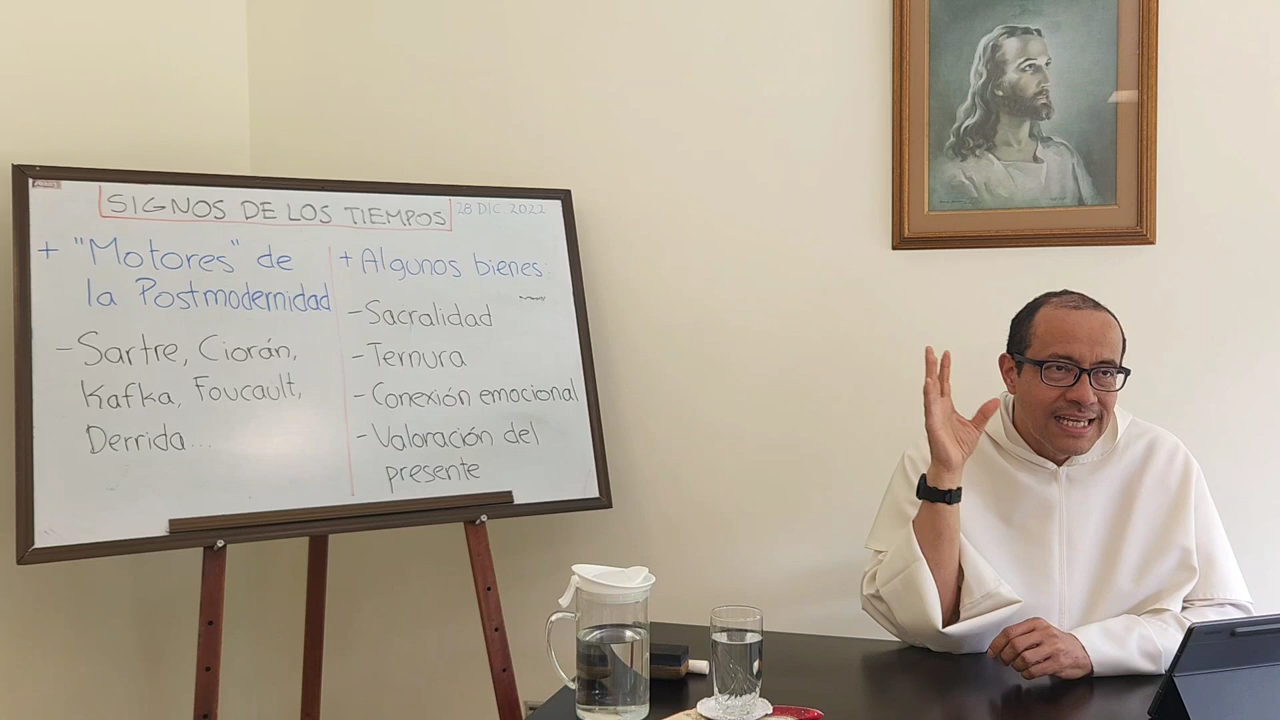 SIGNOS DE LOS TIEMPOS
28 DIC 2022
+ "Motores" de
la Postmodernidad
- Sartre, Ciorán,
Kafka, Foucault,
Derrida...
+ Algunos bienes:
- Sacralidad
- Ternura
- Conexión emocional
- Valoración del
presente